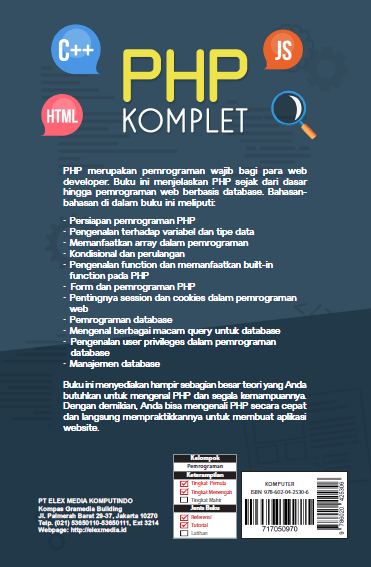 C++
JS
PHP
HTML
KOMPLET
PHP merupakan pemrograman wajib bagi para web
developer. Buku ini menjelaskan PHP sejak dari dasar
hingga pemrograman web berbasis database. Bahasan-
bahasan di dalam buku ini meliputi:
- Persiapan pemrograman PHP
- Pengenalan terhadap variabel dan tipe data
- Memanfaatkan array dalam pemrograman
- Kondisional dan perulangan
- Pengenalan function dan memanfaatkan built-in
function pada PHP
- Form dan pemrograman PHP
- Pentingnya session dan cookies dalam pemrograman
web
- Pemrograman database
- Mengenal berbagai macam query untuk database
- Pengenalan user privileges dalam pemrograman
database
- Manajemen database
Buku ini menyediakan hampir sebagian besar teori yang Anda
butuhkan untuk mengenal PHP dan segala kemampuannya.
Dengan demikian, Anda bisa mengenali PHP secara cepat
dan langsung mempraktikkannya untuk membuat aplikasi
website.
PT ELEX MEDIA KOMPUTINDO
Kompas Gramedia Building
Jl. Palmerah Barat 29-37, Jakarta 10270
Telp. (021) 53650110-53650111, Ext 3214
Webpage: http://elexmedia.id
Kelompok
Pemrograman
Keterampilan
Tingkat Pemula
Tingkat Menengah
Tingkat Mahir
Jenis Buku
Referensi
Tutorial
Latihan
KOMPUTER
ISBN 978-602-04-2530-6
717050970
9 786020 425306